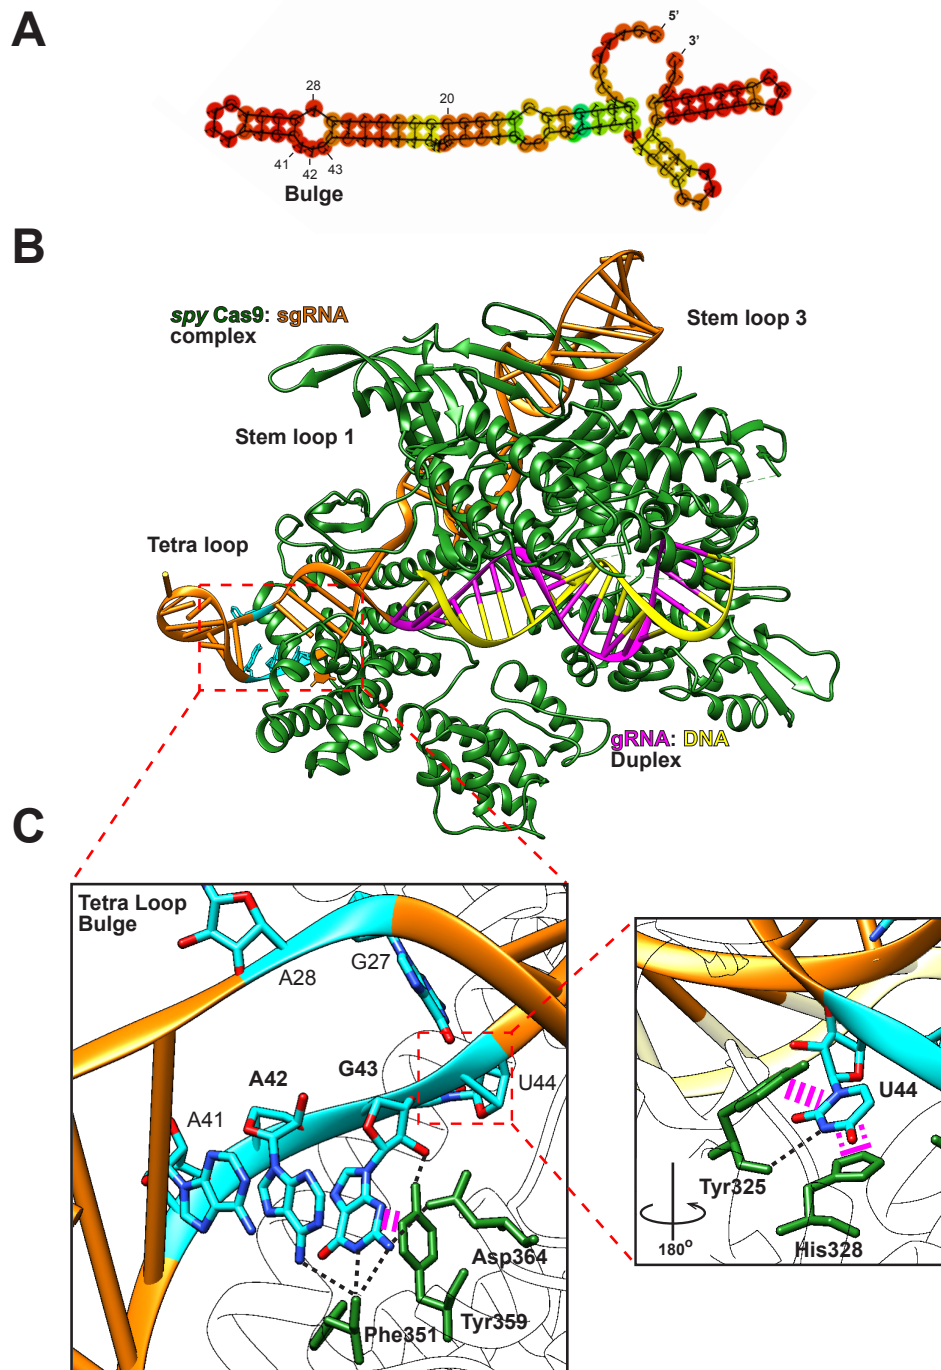 A
5'
3'
28
20
41
42
43
Bulge
B
spy Cas9: sgRNA
complex
Stem loop 3
Stem loop 1
Tetra loop
gRNA: DNA
Duplex
C
Tetra Loop
Bulge
A28
G27
A42
G43
A41
U44
Asp364
Tyr359
Phe351
U44
Tyr325
His328
180°